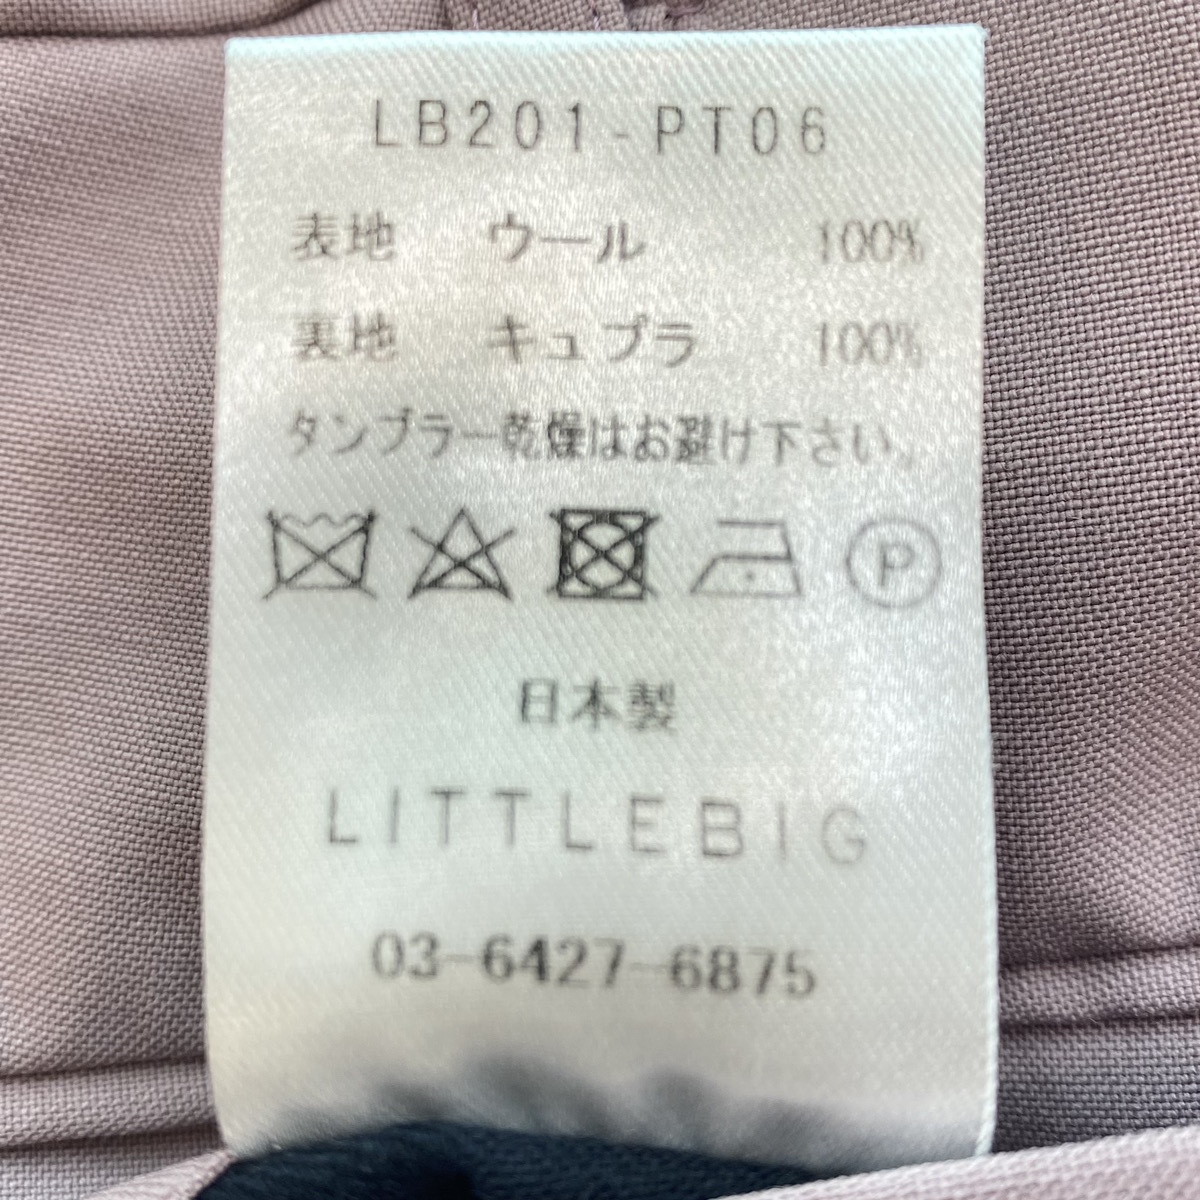 LB201-PT06
表地 ウール 100%
裏地 キュプラ 100%
タンブラー乾燥はお避け下さい。
P
日本製
LITTLEBIG
03-6427-6875